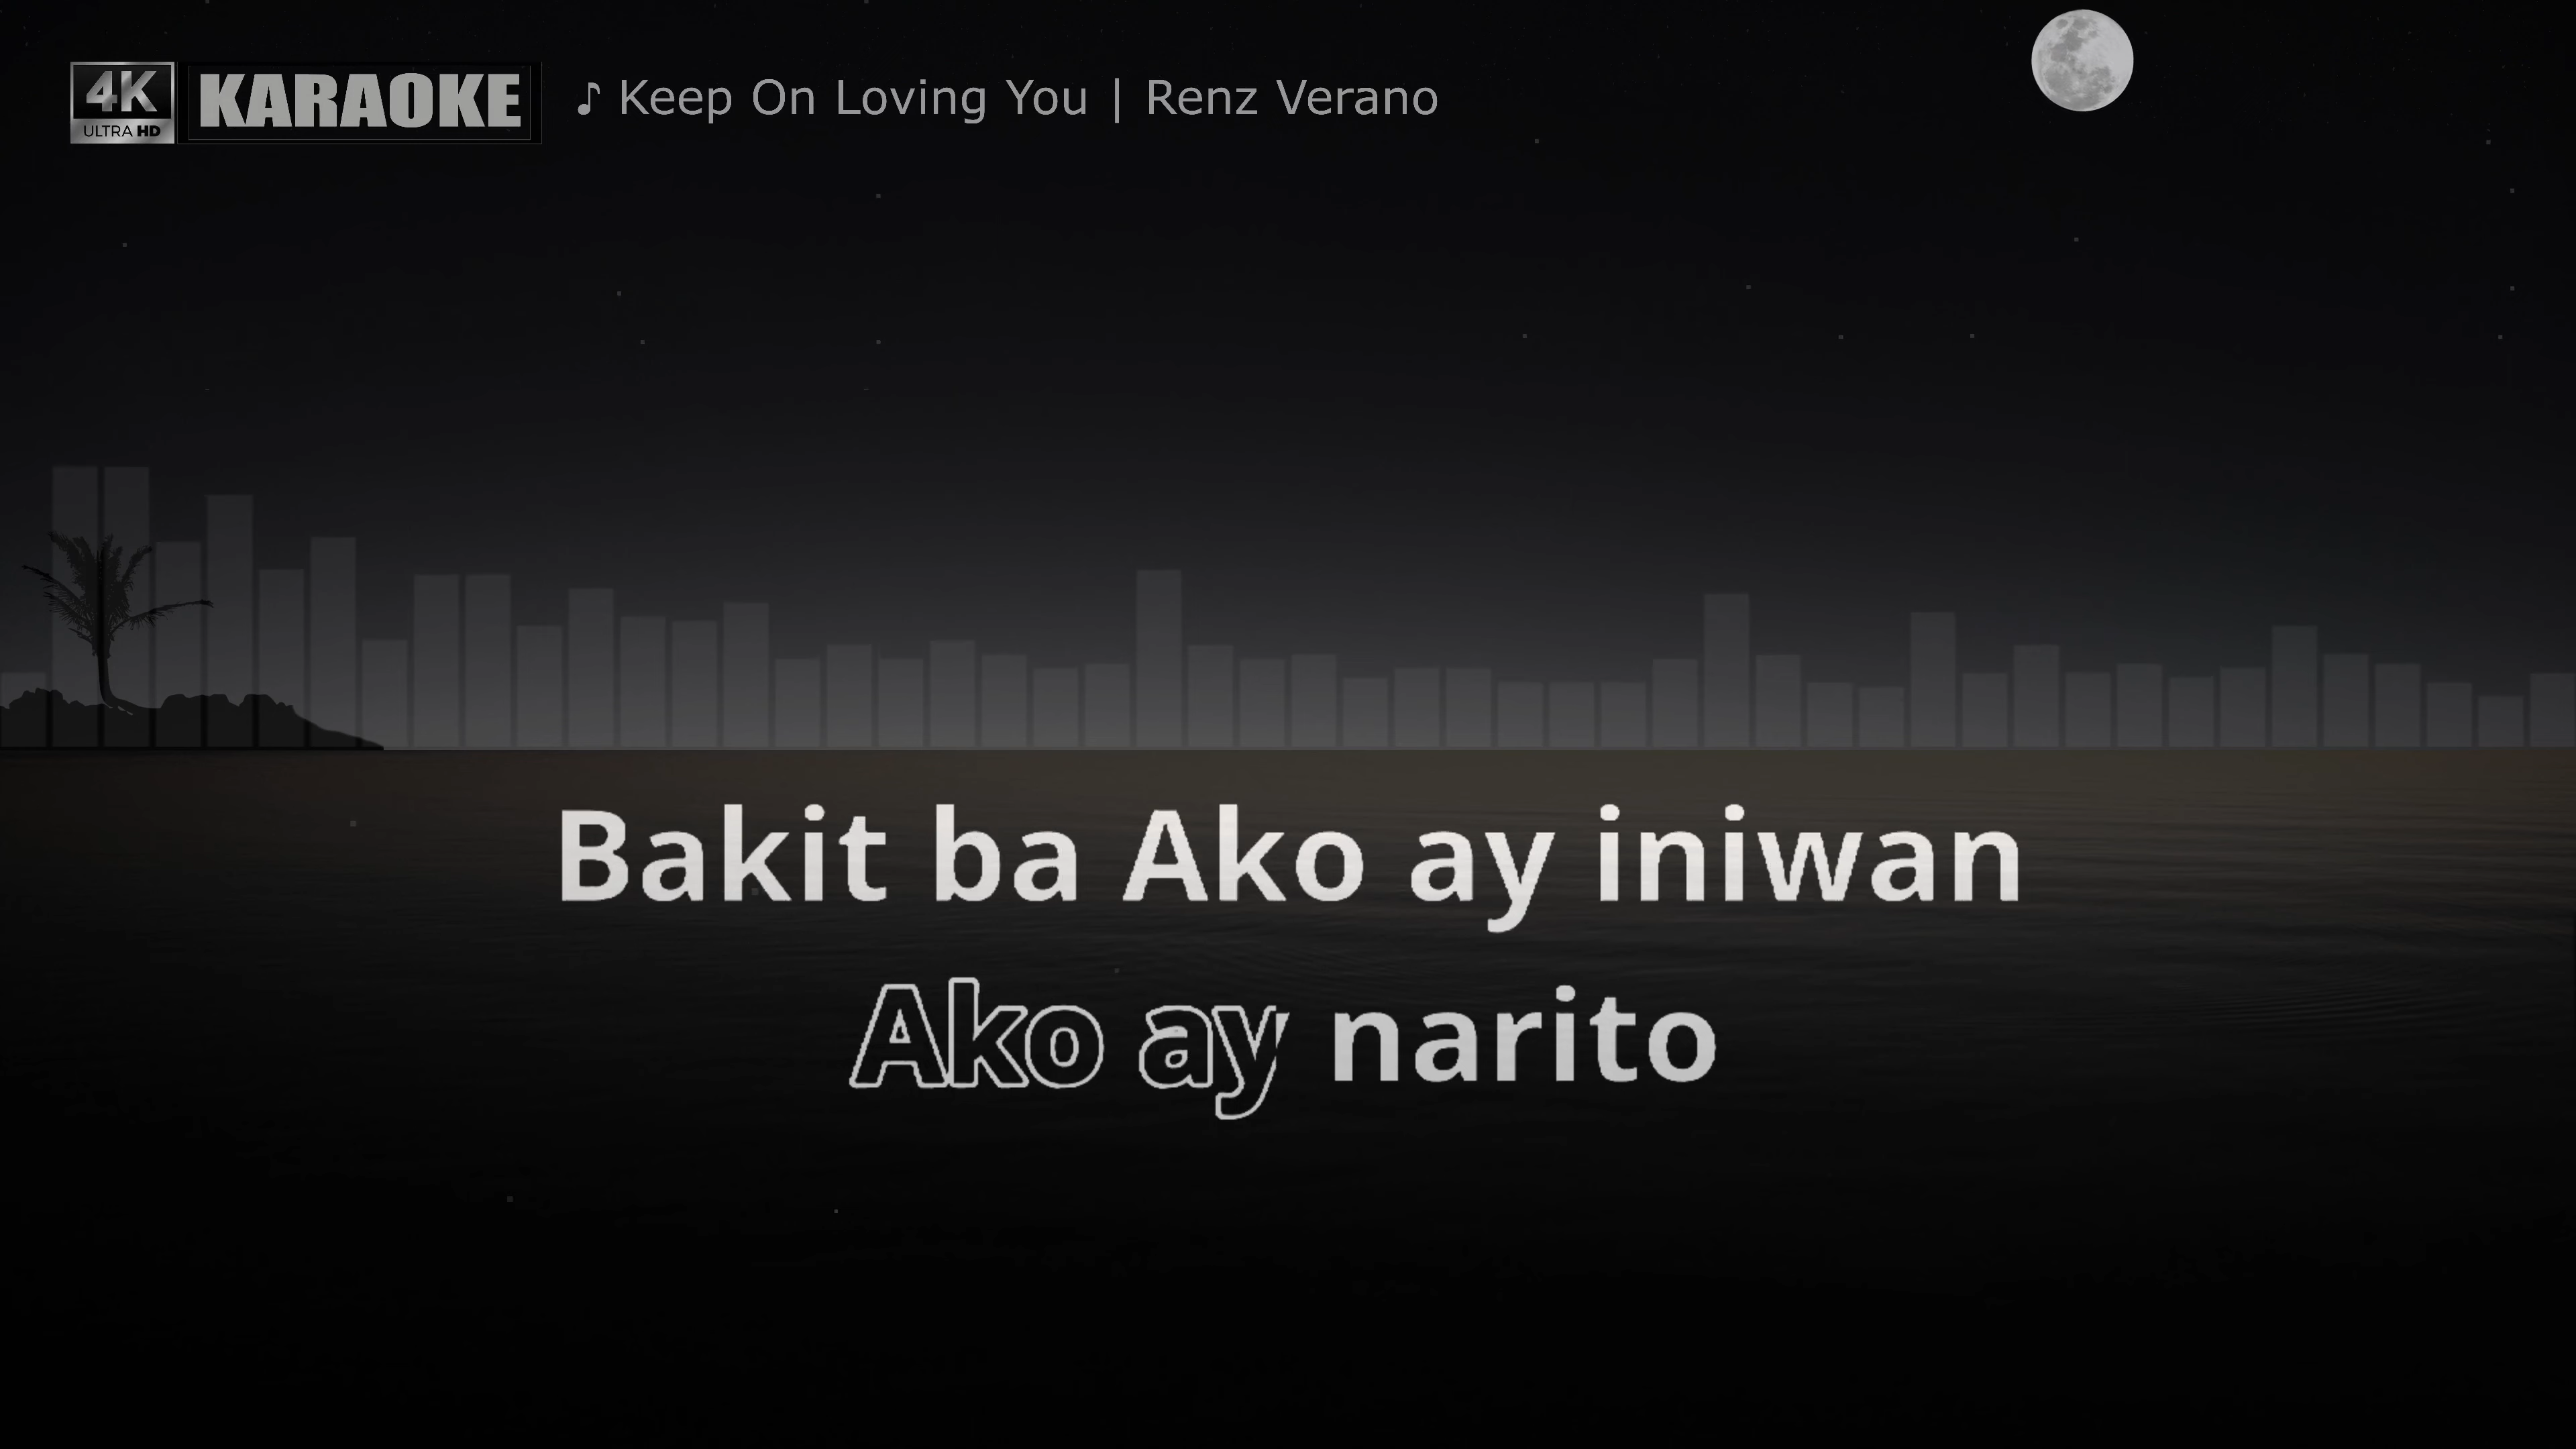 4K ULTRA HD KARAOKE ♪ Keep On Loving You | Renz Verano
Bakit ba Ako ay iniwan
Ako ay narito